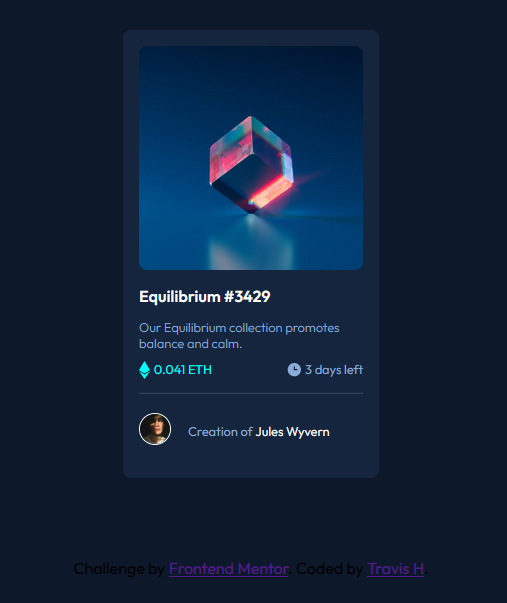 Equilibrium #3429
Our Equilibrium collection promotes
balance and calm.
0.041 ETH
3 days left
Creation of Jules Wyvern
Challenge by Frontend Mentor. Coded by Travis H.